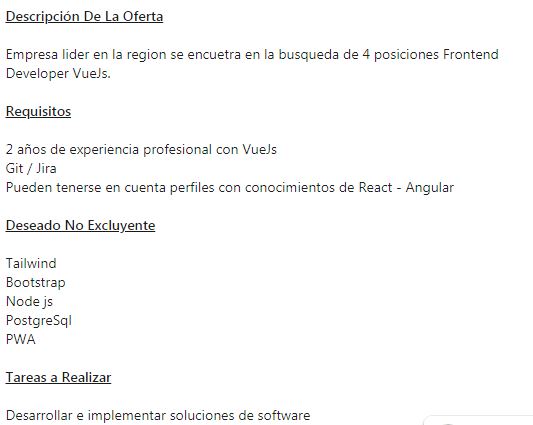 Descripción De La Oferta
Empresa lider en la region se encuetra en la busqueda de 4 posiciones Frontend
Developer VueJs.
Requisitos
2 años de experiencia profesional con VueJs
Git / Jira
Pueden tenerse en cuenta perfiles con conocimientos de React - Angular
Deseado No Excluyente
Tailwind
Bootstrap
Node js
PostgreSql
PWA
Tareas a Realizar
Desarrollar e implementar soluciones de software